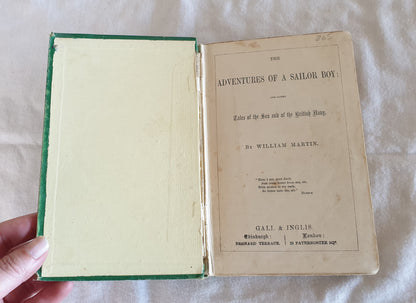 THE
ADVENTURES OF A SAILOR BOY:
AND OTHER
Tales of the Sea and of the British Navy.
BY WILLIAM MARTIN.
GALL & INGLIS.
Edinburgh: London:
BERNARD TERRACE. 25 PATERNOSTER SQR